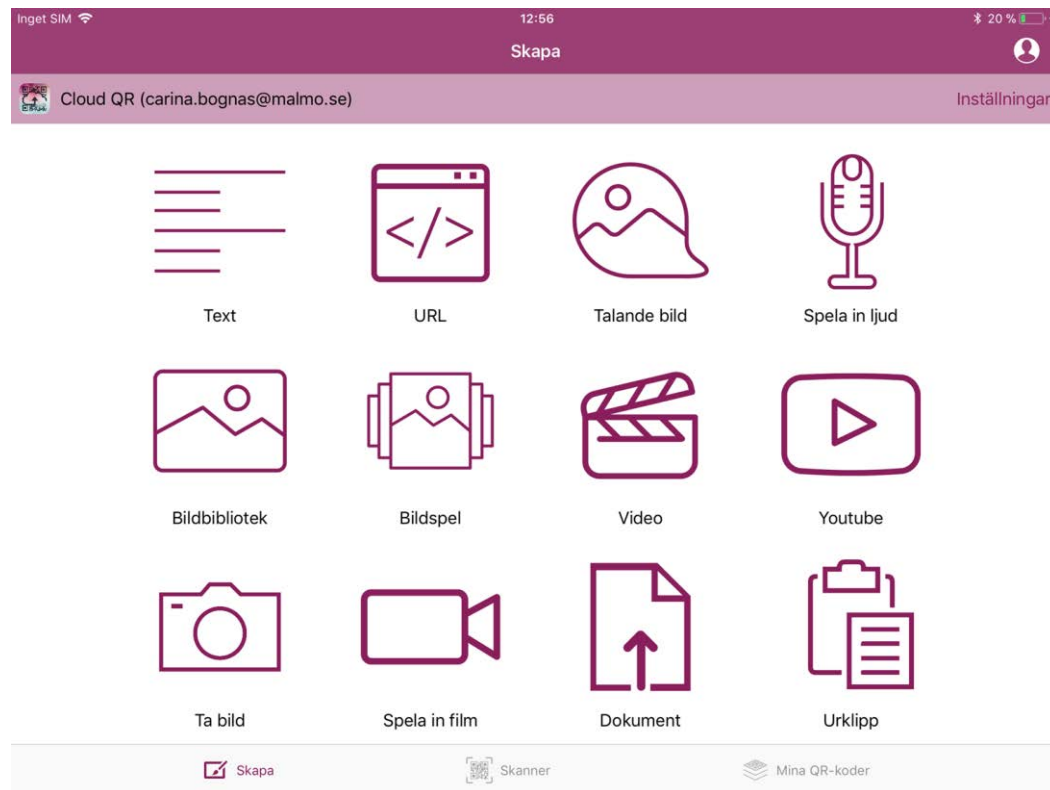 Inget SIM 12:56 20 %
Skapa
Cloud QR (carina.bognas@malmo.se) Inställningar
</>
Text URL Talande bild Spela in ljud
Bildbibliotek Bildspel Video Youtube
Ta bild Spela in film Dokument Urklipp
Skapa Skanner Mina QR-koder